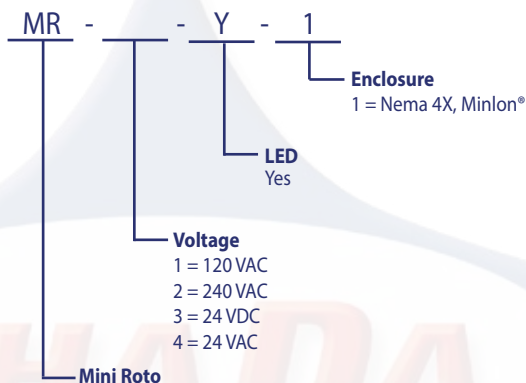 MR - - Y - 1
Enclosure
1 = Nema 4X, Minlon®
LED
Yes
Voltage
1 = 120 VAC
2 = 240 VAC
3 = 24 VDC
4 = 24 VAC
Mini Roto